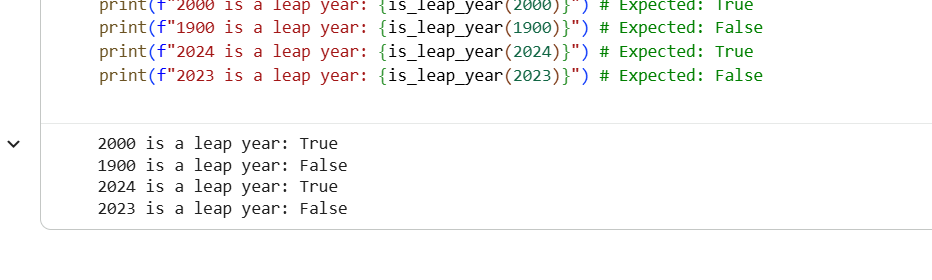 print(f"2000 is a leap year: {is_leap_year(2000)}") # Expected: True
print(f"1900 is a leap year: {is_leap_year(1900)}") # Expected: False
print(f"2024 is a leap year: {is_leap_year(2024)}") # Expected: True
print(f"2023 is a leap year: {is_leap_year(2023)}") # Expected: False
2000 is a leap year: True
1900 is a leap year: False
2024 is a leap year: True
2023 is a leap year: False